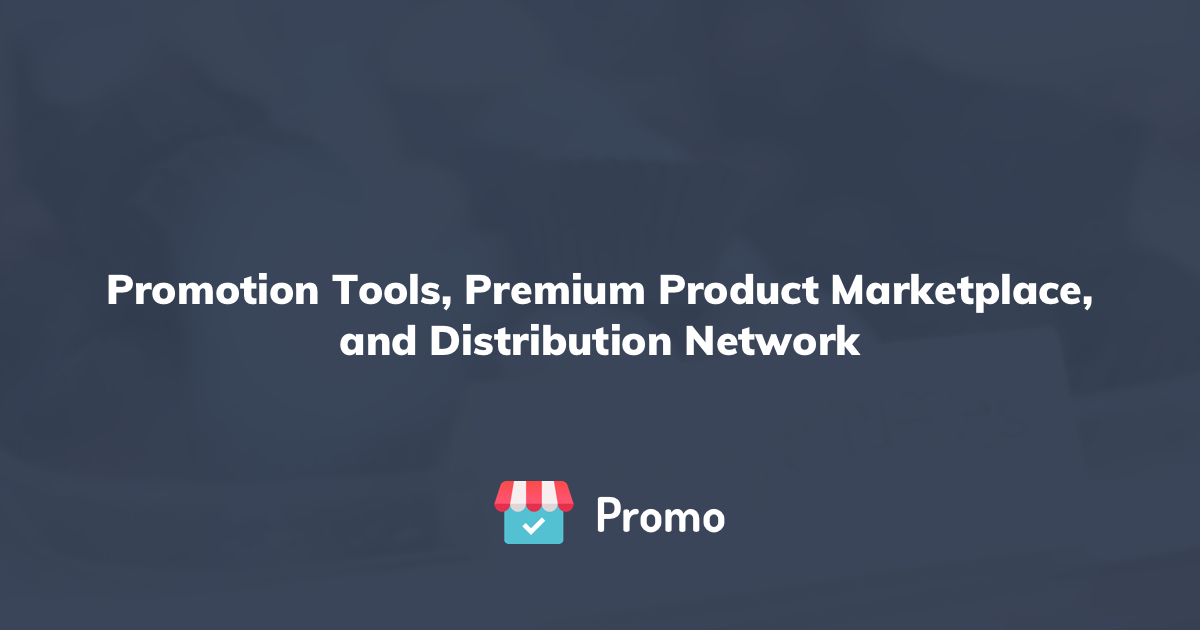 Promotion Tools, Premium Product Marketplace,
and Distribution Network
Promo